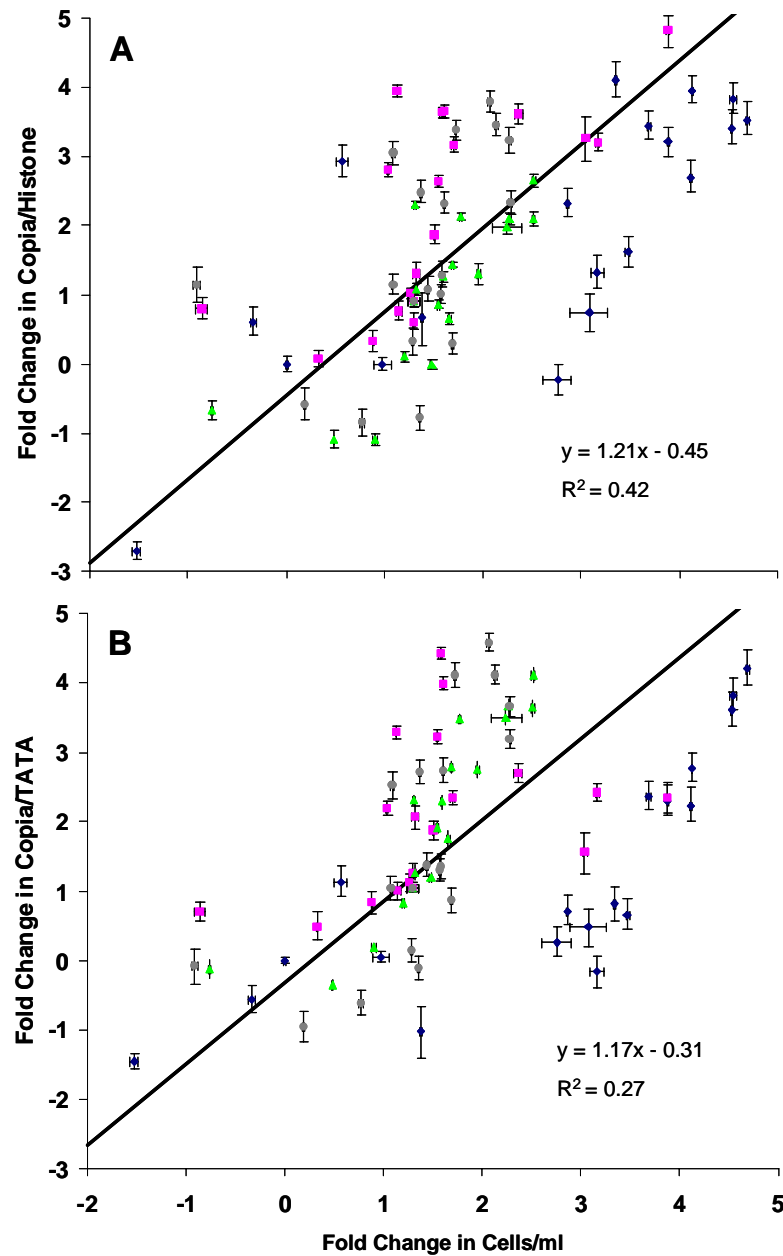 A
5
4
3
2
1
0
-1
-2
-3
Fold Change in Copia/Histone
y = 1.21x - 0.45
R² = 0.42
B
5
4
3
2
1
0
-1
-2
-3
Fold Change in Copia/TATA
y = 1.17x - 0.31
R² = 0.27
-2 -1 0 1 2 3 4 5
Fold Change in Cells/ml